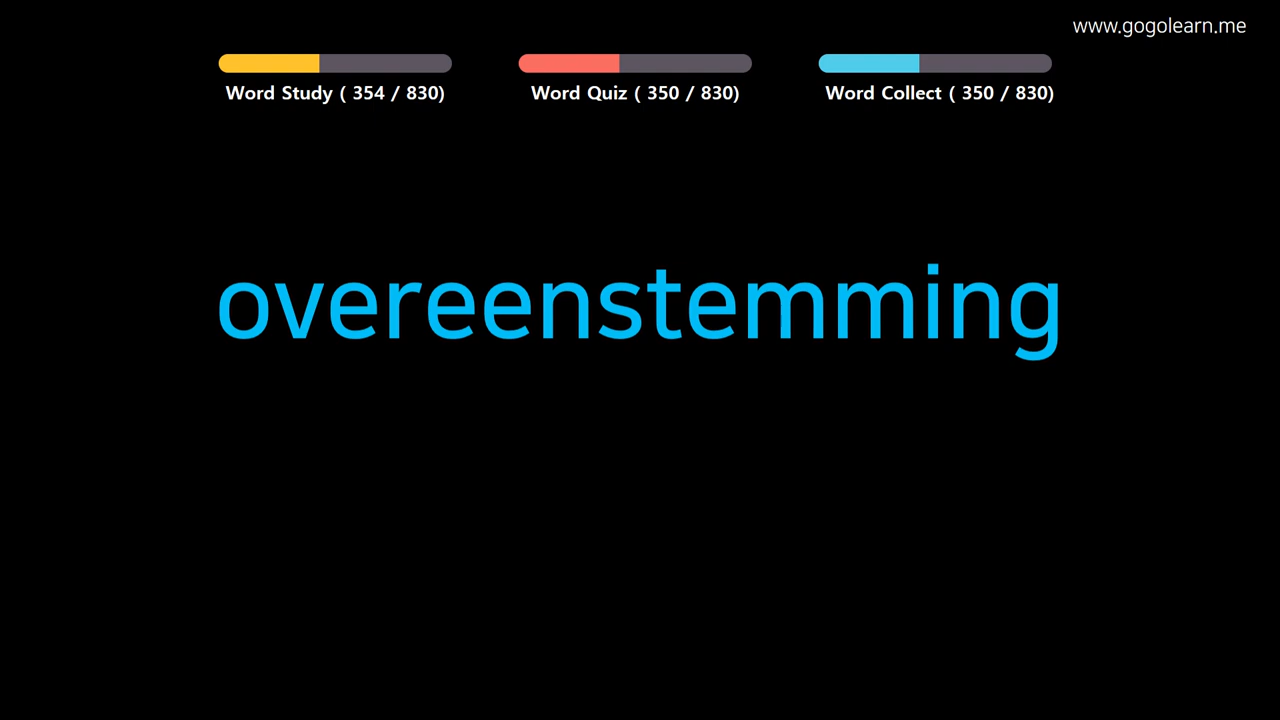 www.gogolearn.me
Word Study ( 354 / 830)
Word Quiz ( 350 / 830)
Word Collect ( 350 / 830)
overeenstemming